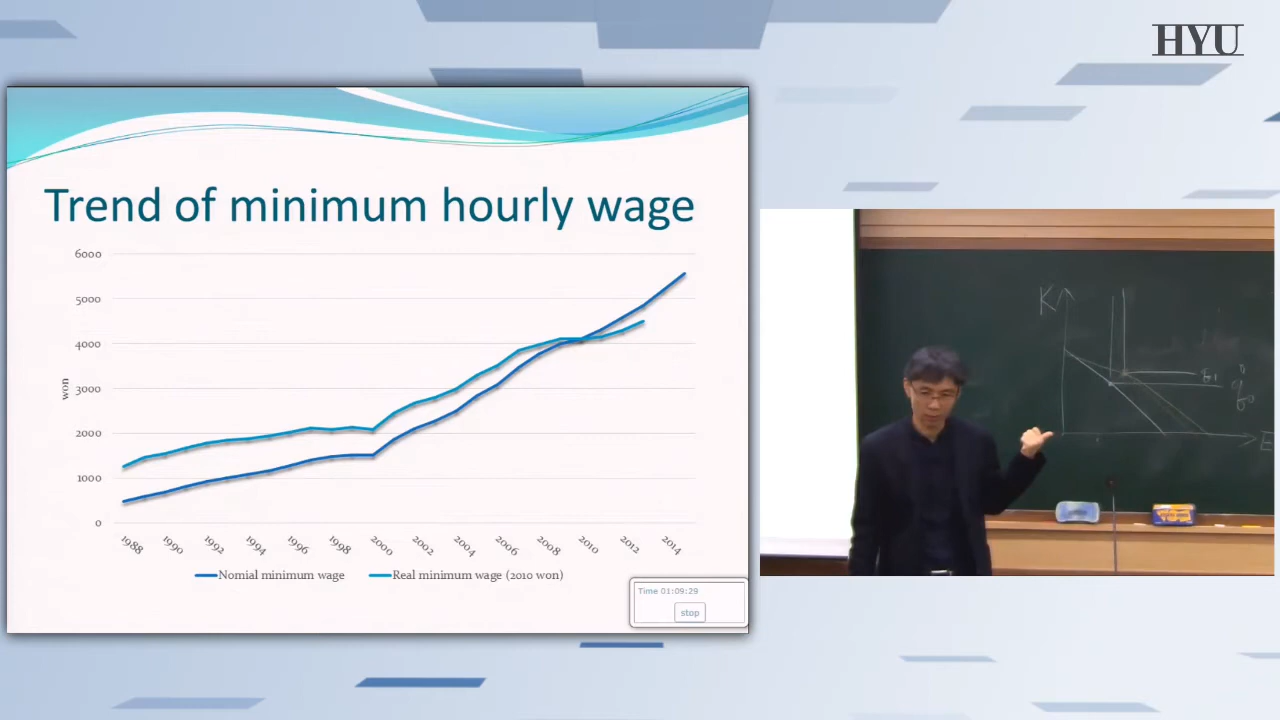 HYU
Trend of minimum hourly wage
6000
5000
4000
3000
2000
1000
0
won
1988
1990
1992
1994
1996
1998
2000
2002
2004
2006
2008
2010
2012
2014
Nomial minimum wage
Real minimum wage (2010 won)
Time 01:09:29
stop
K
E